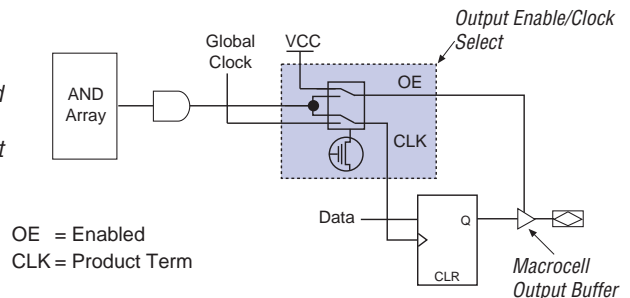 Output Enable/Clock
Select
Global
Clock
VCC
AND
Array
OE
CLK
d
t
Data
Q
CLR
OE = Enabled
CLK = Product Term
Macrocell
Output Buffer